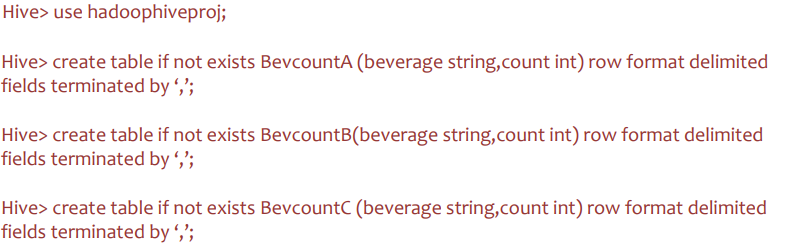 Hive> use hadoophiveproj;
Hive> create table if not exists BevcountA (beverage string,count int) row format delimited
fields terminated by ‘,’;
Hive> create table if not exists BevcountB(beverage string,count int) row format delimited
fields terminated by ‘,’;
Hive> create table if not exists BevcountC (beverage string,count int) row format delimited
fields terminated by ‘,’;